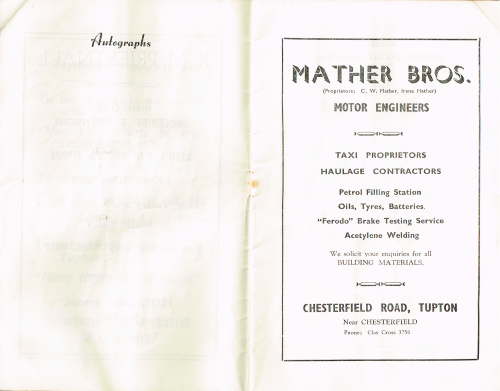 Autographs
MATHER BROS.
(Proprietors: C. W. Mather, Irene Mather)
MOTOR ENGINEERS
TAXI PROPRIETORS
HAULAGE CONTRACTORS
Petrol Filling Station
Oils, Tyres, Batteries.
"Ferodo" Brake Testing Service
Acetylene Welding
We solicit your enquiries for all
BUILDING MATERIALS.
CHESTERFIELD ROAD, TUPTON
Near CHESTERFIELD
Phone: Clay Cross 3256